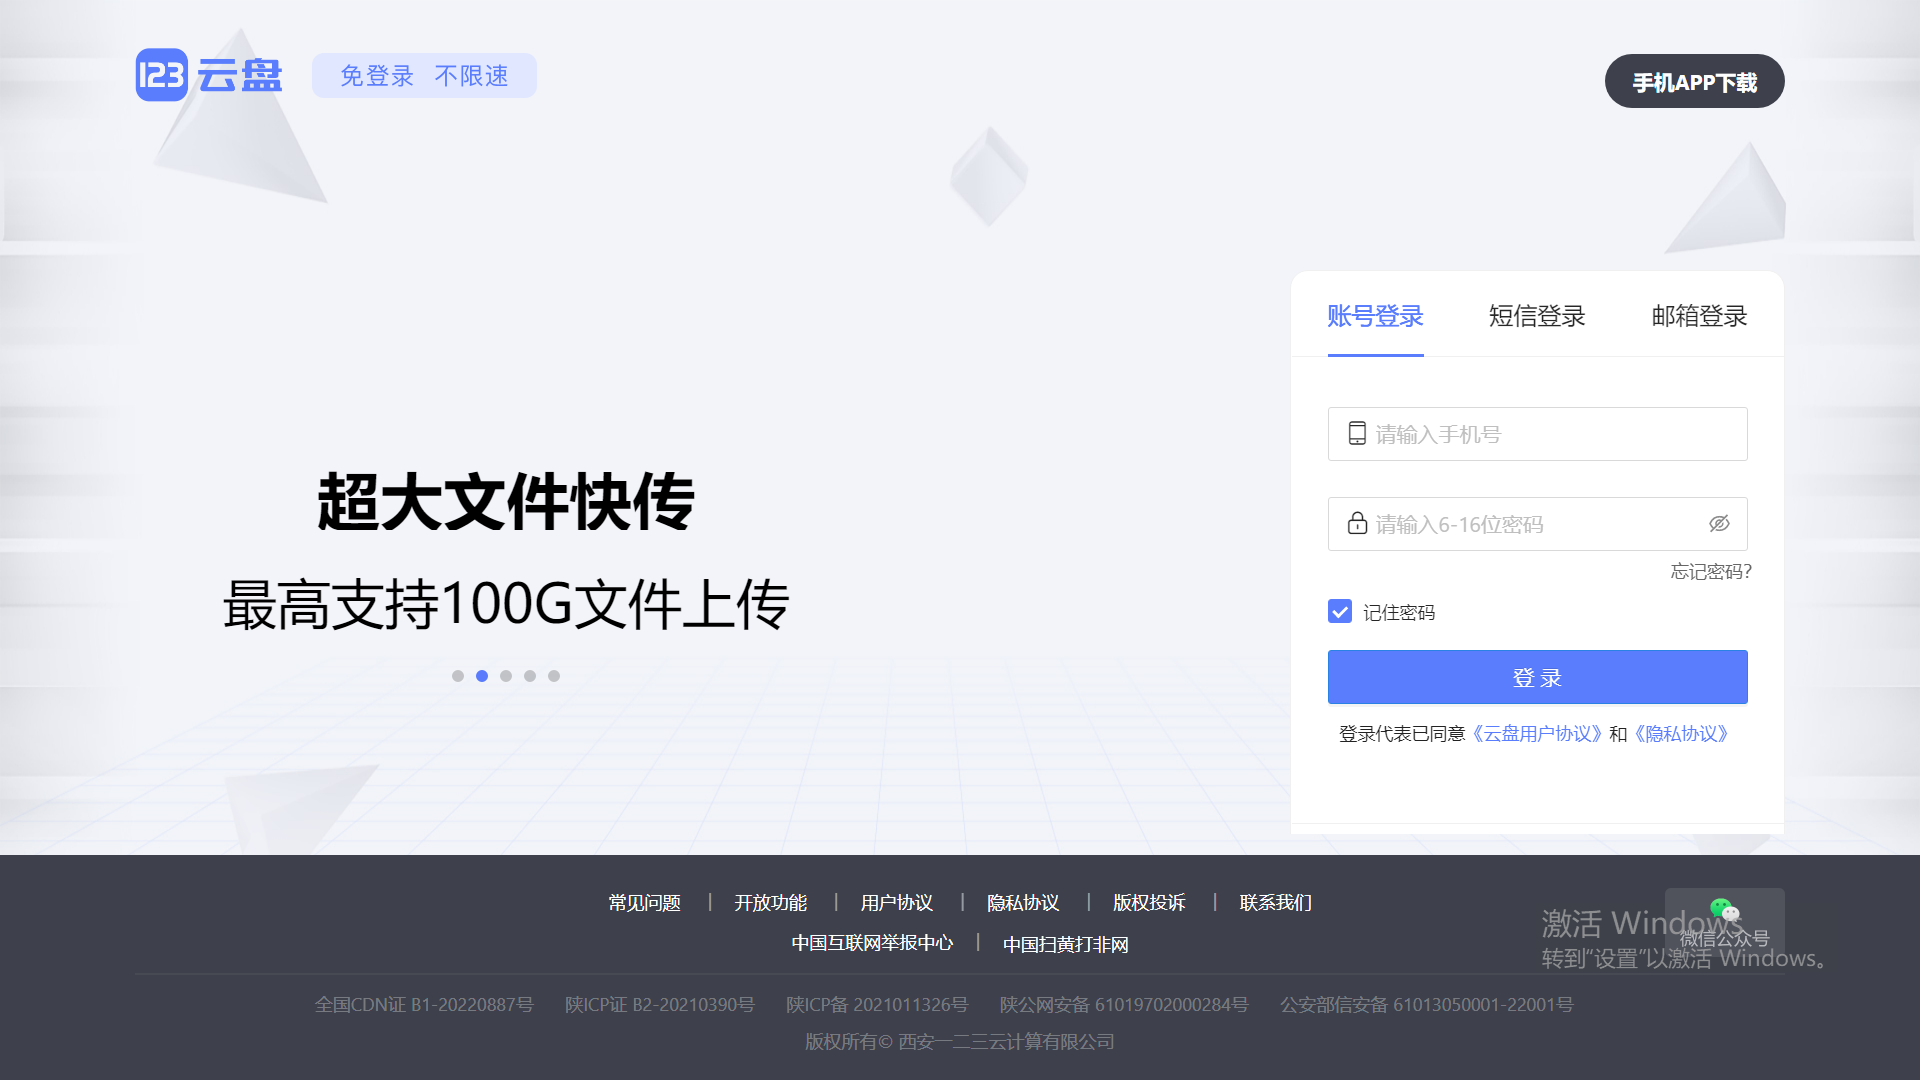 123云盘
免登录 不限速
手机APP下载
账号登录 短信登录 邮箱登录
请输入手机号
请输入6-16位密码
忘记密码?
记住密码
登 录
登录代表已同意《云盘用户协议》和《隐私协议》
超大文件快传
最高支持100G文件上传
常见问题 | 开放功能 | 用户协议 | 隐私协议 | 版权投诉 | 联系我们
中国互联网举报中心 | 中国扫黄打非网
微信公众号
激活 Windows
转到“设置”以激活 Windows。
全国CDN证 B1-20220887号 陕ICP证 B2-20210390号 陕ICP备 2021011326号 陕公网安备 61019702000284号 公安部信安备 61013050001-22001号
版权所有© 西安一二三云计算有限公司